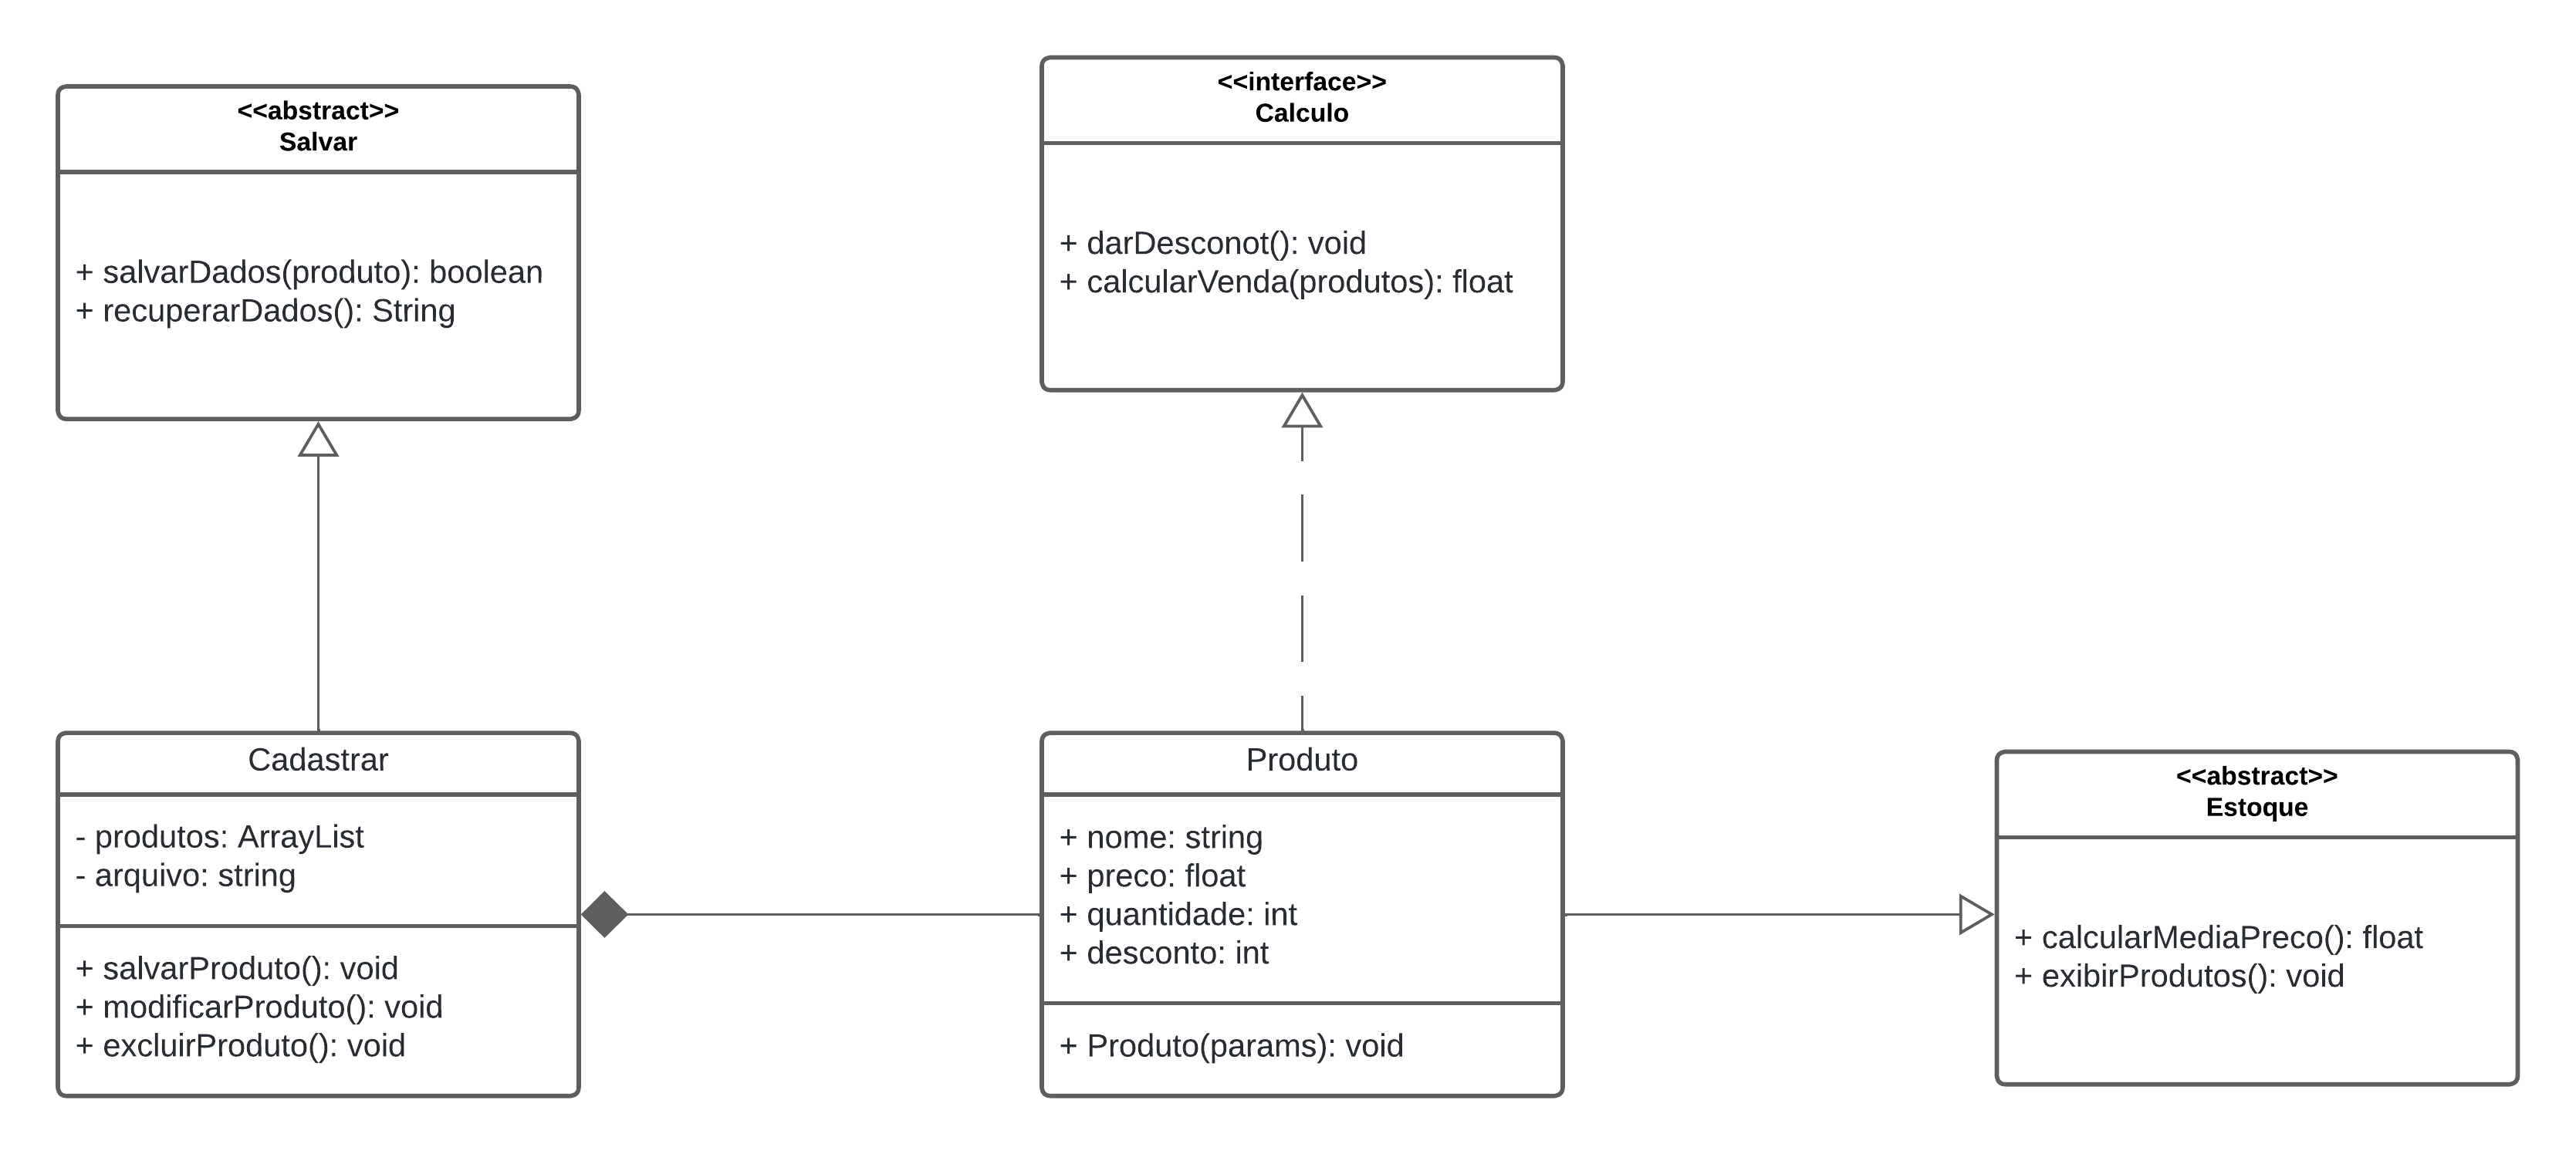 <<abstract>>
Salvar
+ salvarDados(produto): boolean
+ recuperarDados(): String
<<interface>>
Calculo
+ darDesconot(): void
+ calcularVenda(produtos): float
Cadastrar
- produtos: ArrayList
- arquivo: string
+ salvarProduto(): void
+ modificarProduto(): void
+ excluirProduto(): void
Produto
+ nome: string
+ preco: float
+ quantidade: int
+ desconto: int
+ Produto(params): void
<<abstract>>
Estoque
+ calcularMediaPreco(): float
+ exibirProdutos(): void